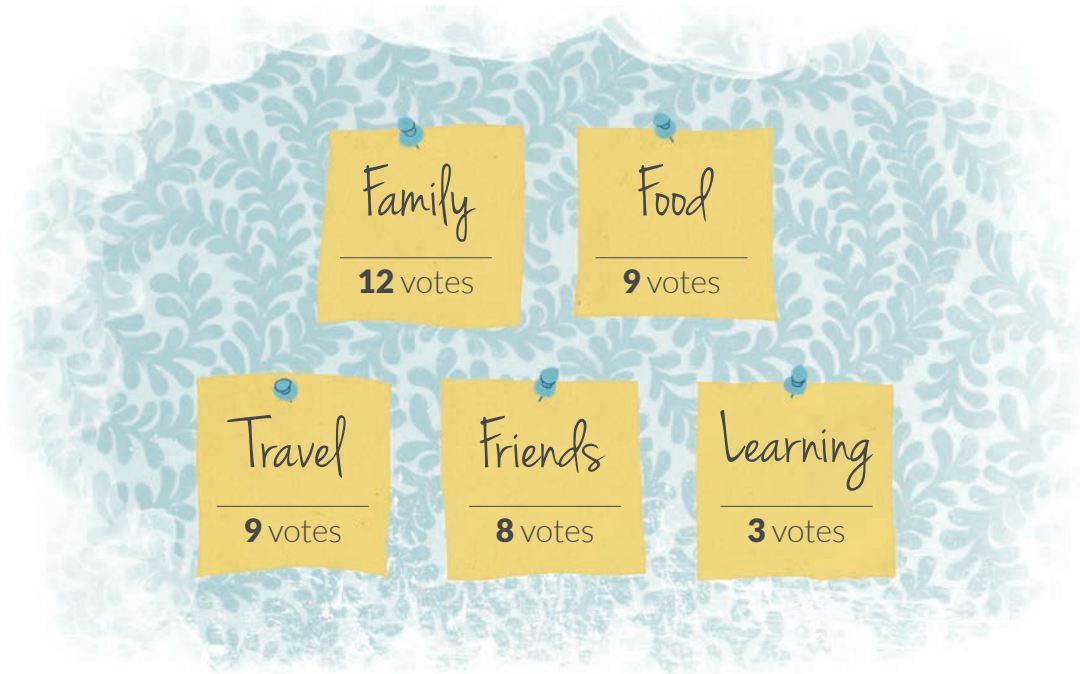 Family
12 votes
Food
9 votes
Travel
9 votes
Friends
8 votes
Learning
3 votes